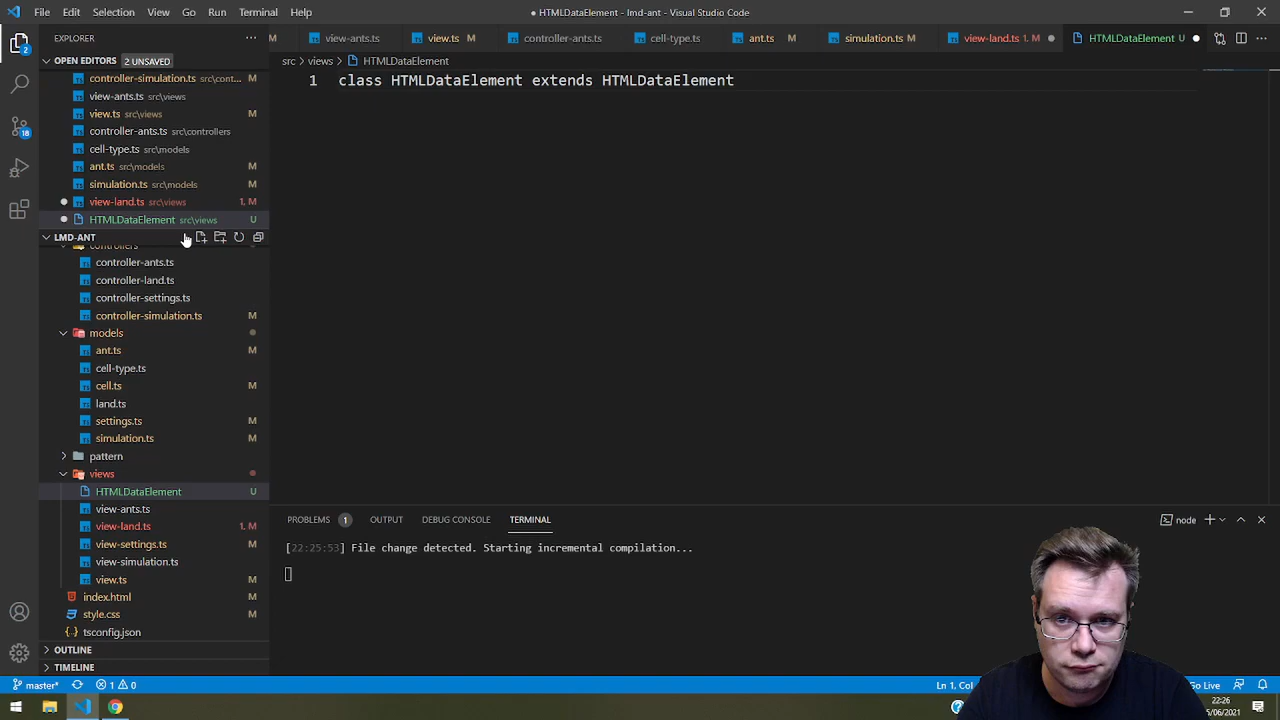 File Edit Selection View Go Run Terminal Help
● HTMLDataElement - lmd-ant - Visual Studio Code
EXPLORER
M view-ants.ts view.ts M controller-ants.ts cell-type.ts ant.ts M simulation.ts M view-land.ts 1, M HTMLDataElement U
OPEN EDITORS 2 UNSAVED
src > views > HTMLDataElement
controller-simulation.ts src\cont... M
view-ants.ts src\views
view.ts src\views M
controller-ants.ts src\controllers
cell-type.ts src\models
ant.ts src\models M
simulation.ts src\models M
view-land.ts src\views 1, M
HTMLDataElement src\views U
LMD-ANT
controllers
controller-ants.ts
controller-land.ts
controller-settings.ts
controller-simulation.ts M
models
ant.ts M
cell-type.ts
cell.ts M
land.ts
settings.ts M
simulation.ts M
pattern
views
HTMLDataElement U
view-ants.ts
view-land.ts 1, M
view-settings.ts M
view-simulation.ts
view.ts M
index.html M
style.css M
tsconfig.json
OUTLINE
TIMELINE
2
18
1 class HTMLDataElement extends HTMLDataElement
PROBLEMS 1 OUTPUT DEBUG CONSOLE TERMINAL
node
[22:25:53] File change detected. Starting incremental compilation...
master* 1 0
Ln 1, Col
Go Live
22:26